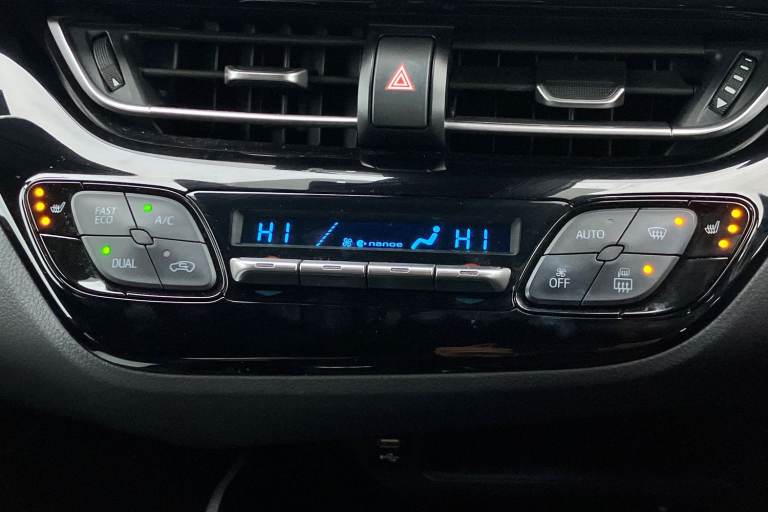 FAST
ECO
A/C
DUAL
HI
nanoe
HI
AUTO
OFF